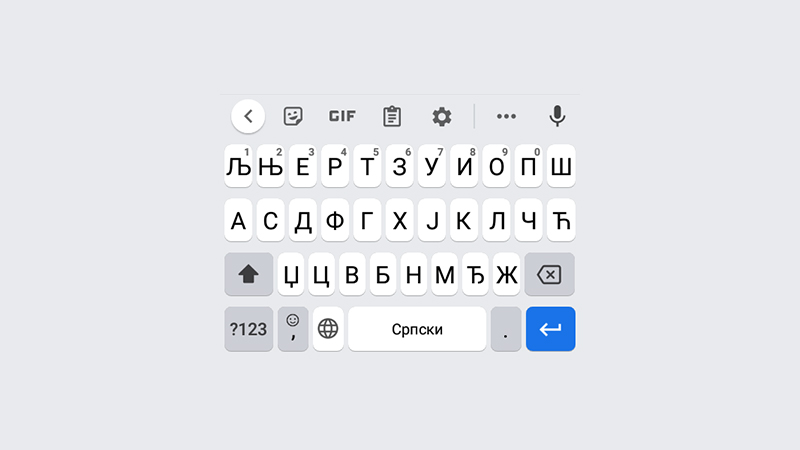 GIF
1 2 3 4 5 6 7 8 9 0
Љ Њ Е Р Т З У И О П Ш
А С Д Ф Г Х Ј К Л Ч Ћ
Џ Ц В Б Н М Ђ Ж
?123 , Српски .